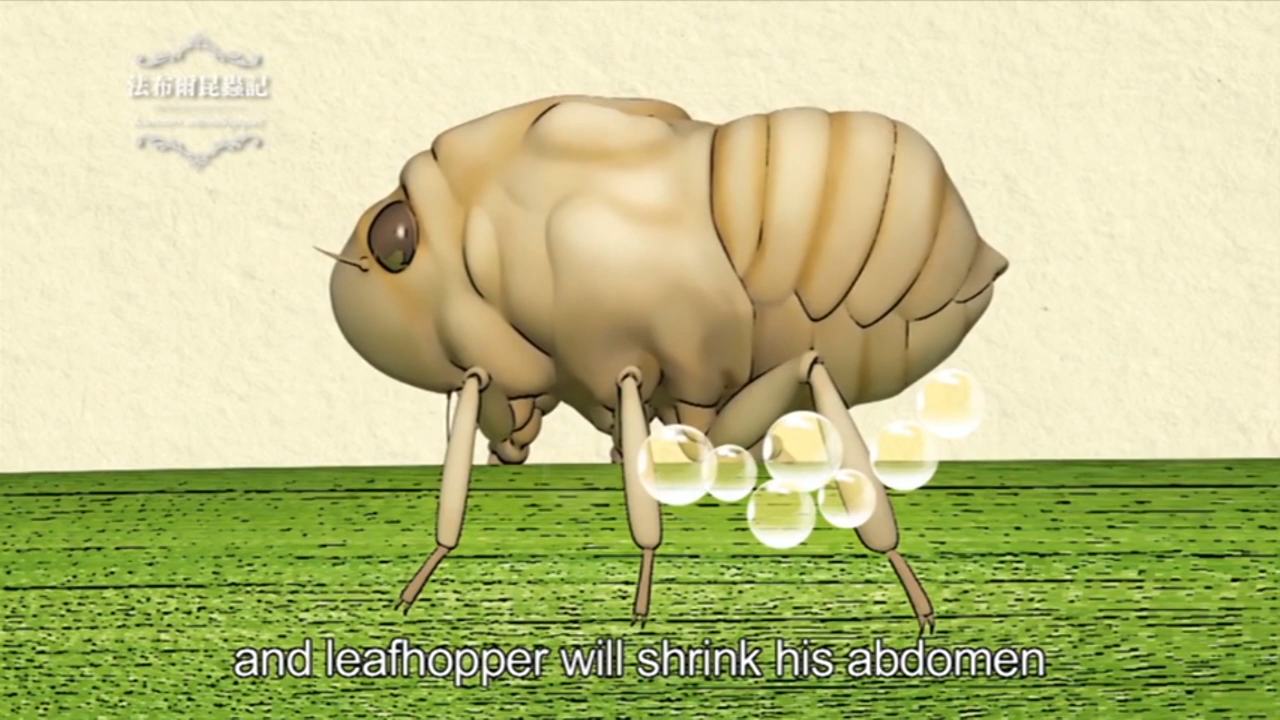 法布爾昆蟲記
and leafhopper will shrink his abdomen